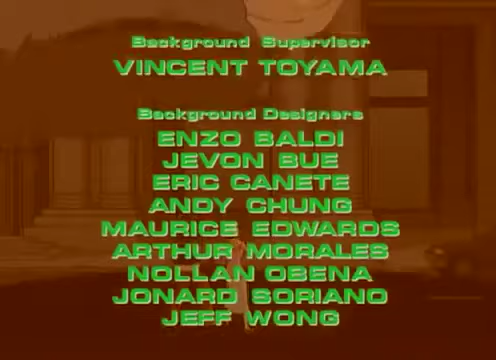 Background Supervisor
VINCENT TOYAMA
Background Designers
ENZO BALDI
JEVON BUE
ERIC CANETE
ANDY CHUNG
MAURICE EDWARDS
ARTHUR MORALES
NOLLAN OBENA
JONARD SORIANO
JEFF WONG